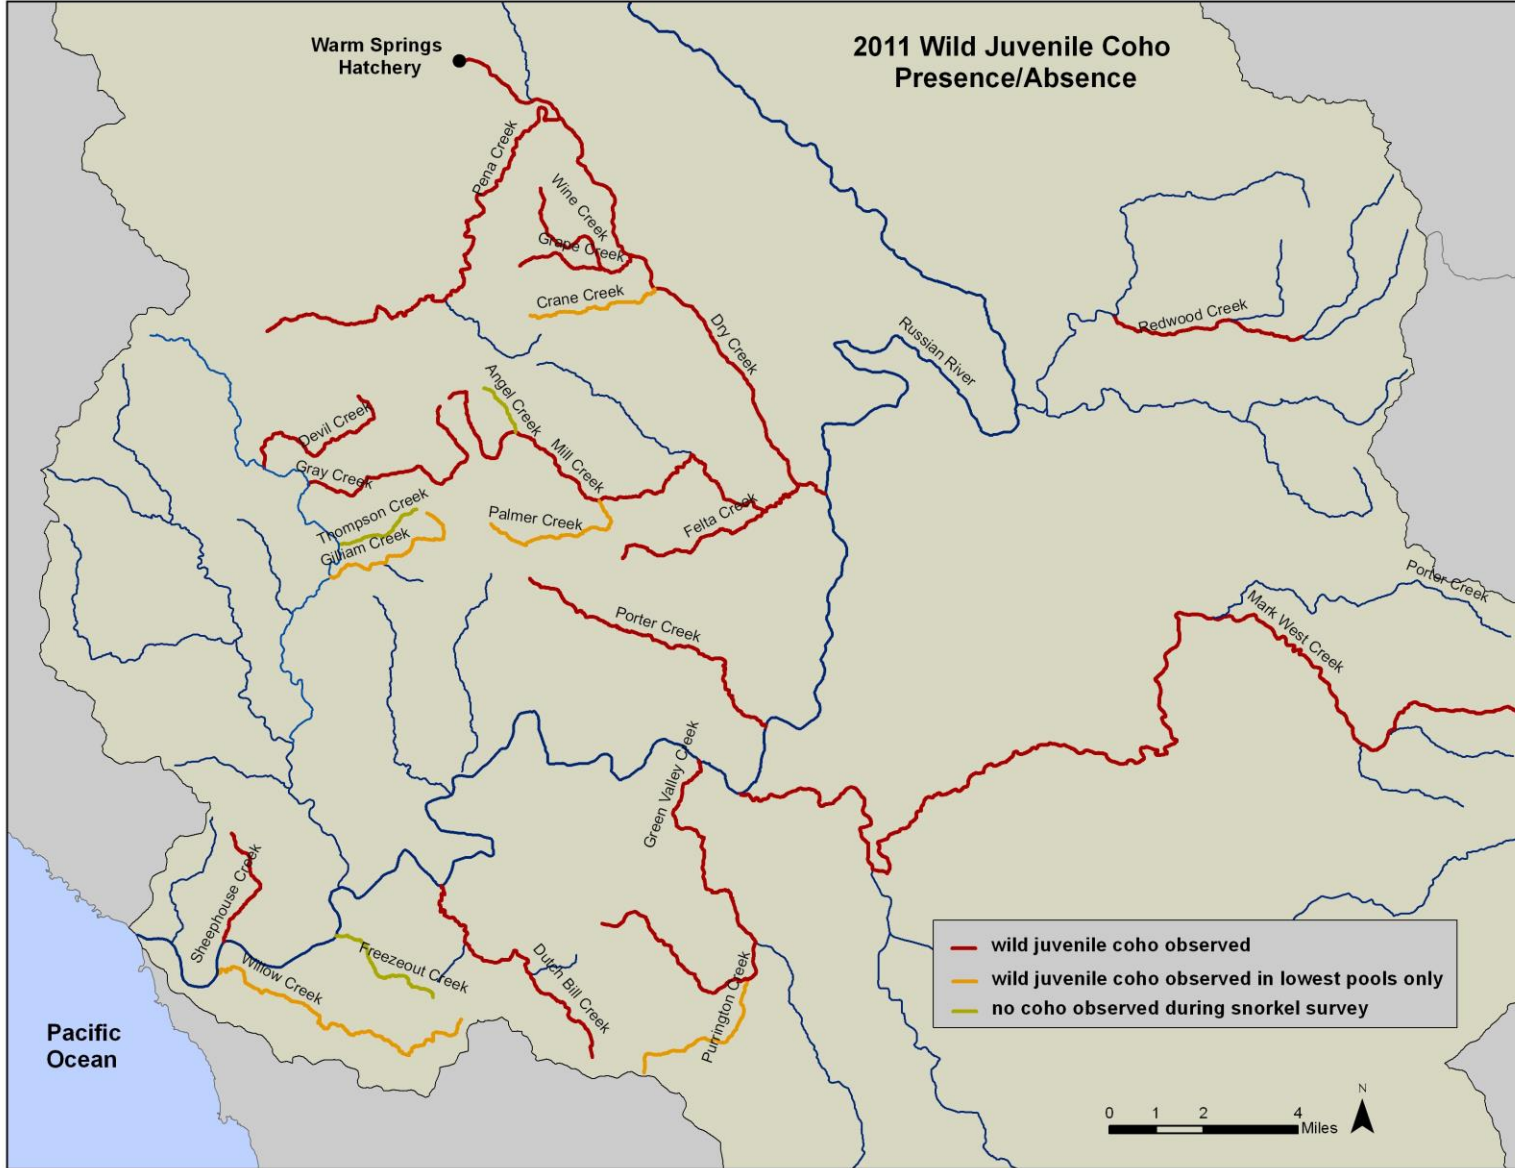 Warm Springs
Hatchery
2011 Wild Juvenile Coho
Presence/Absence
Pena Creek
Wine Creek
Grape Creek
Crane Creek
Dry Creek
Russian River
Redwood Creek
Angel Creek
Devil Creek
Mill Creek
Gray Creek
Thompson Creek
Palmer Creek
Felta Creek
Gilliam Creek
Porter Creek
Porter Creek
Mark West Creek
Green Valley Creek
Sheephouse Creek
Willow Creek
Freezeout Creek
Dutch Bill Creek
Purrington Creek
wild juvenile coho observed
wild juvenile coho observed in lowest pools only
no coho observed during snorkel survey
Pacific
Ocean
N
0 1 2 4
Miles